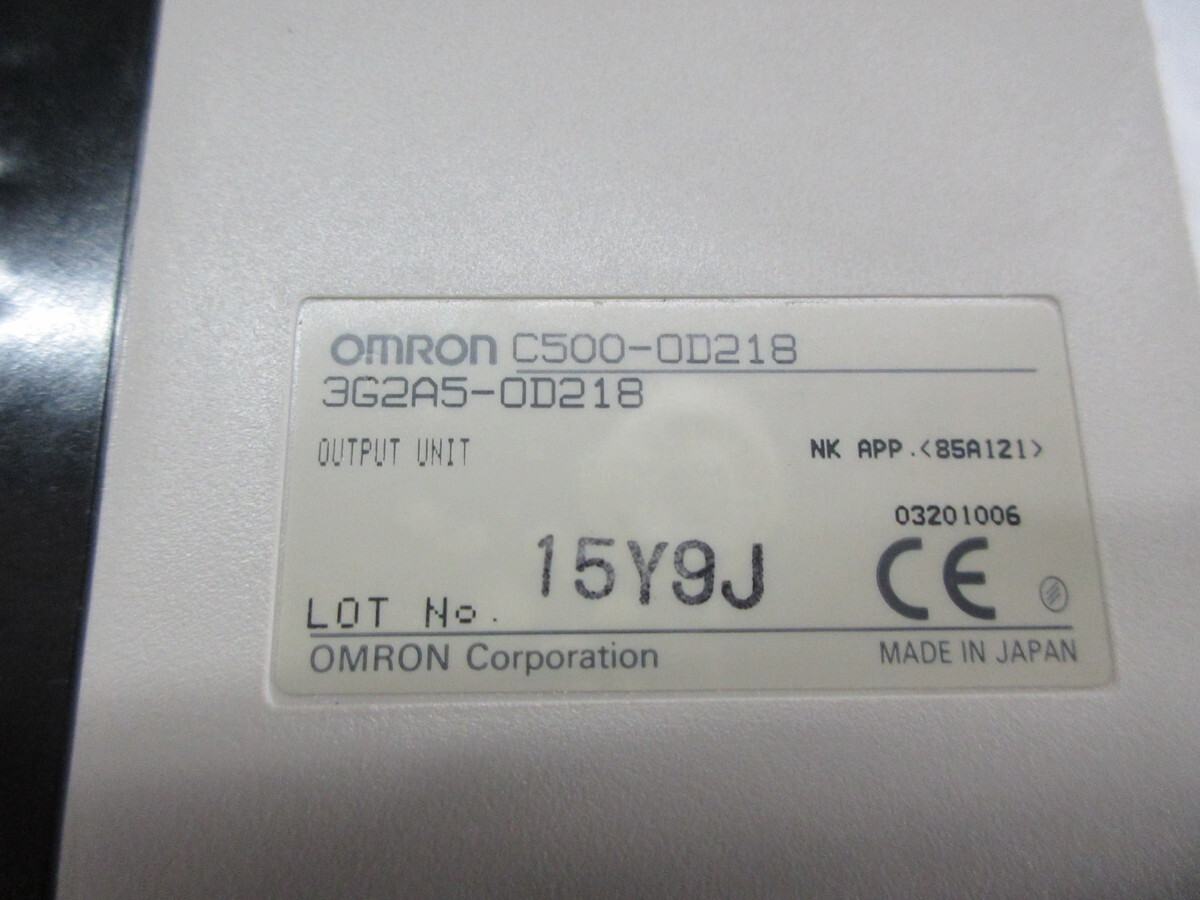 OMRON C500-OD218
3G2A5-OD218
OUTPUT UNIT
NK APP.<85A121>
03201006
15Y9J
CE
LOT No.
OMRON Corporation
MADE IN JAPAN